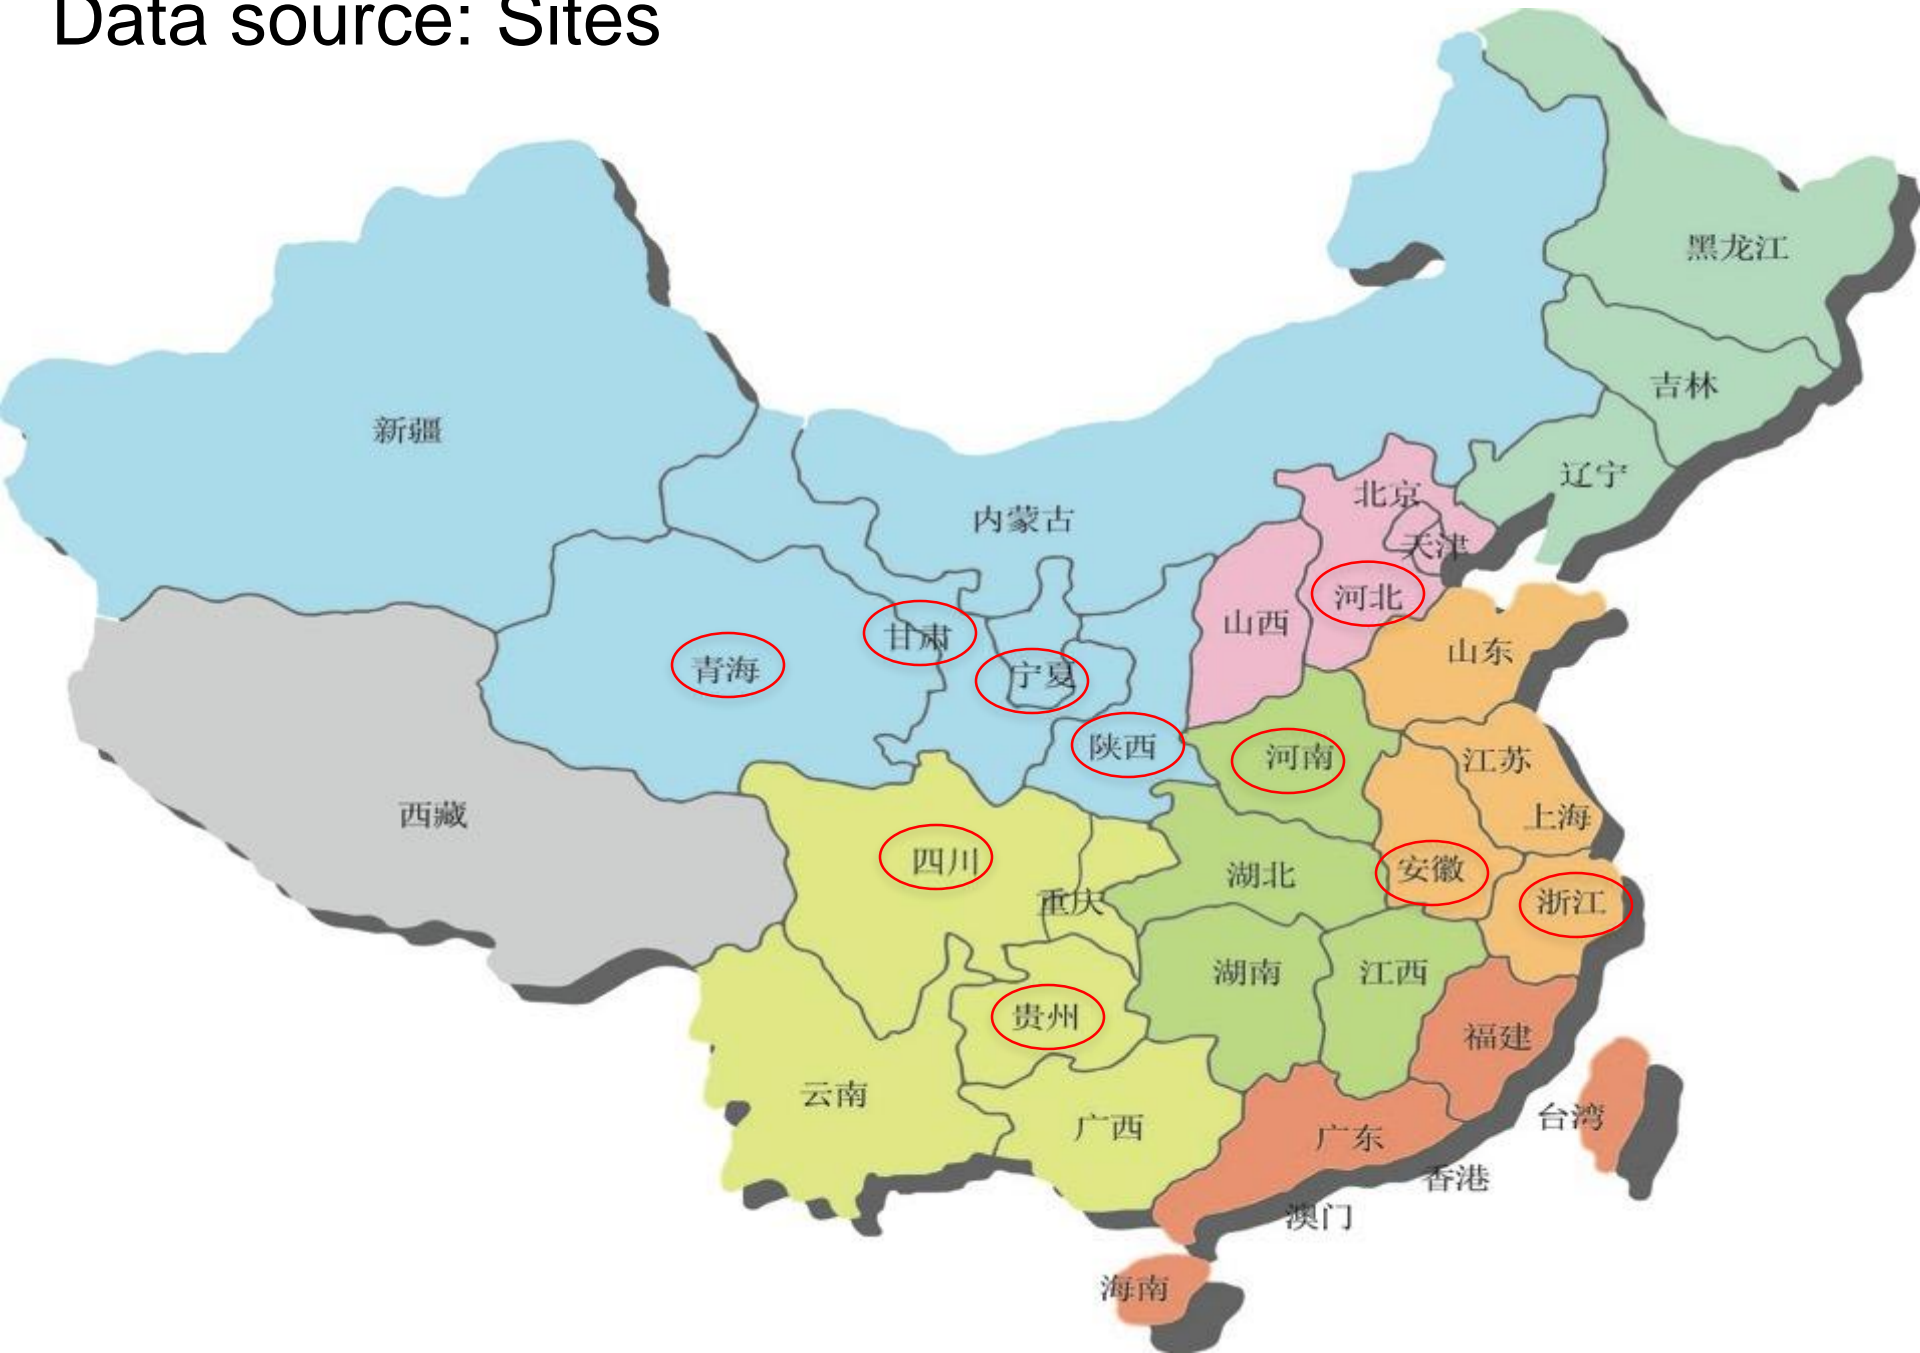 Data source: Sites
黑龙江
吉林
新疆
辽宁
北京
内蒙古
天津
河北
山西
甘肃
山东
青海
宁夏
陕西
河南
江苏
西藏
上海
四川
湖北
安徽
重庆
浙江
湖南
江西
贵州
福建
云南
台湾
广西
广东
香港
澳门
海南